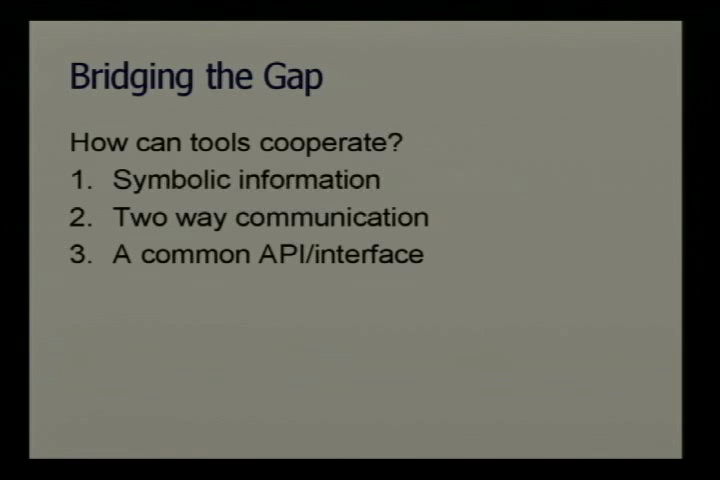 Bridging the Gap
How can tools cooperate?
1. Symbolic information
2. Two way communication
3. A common API/interface